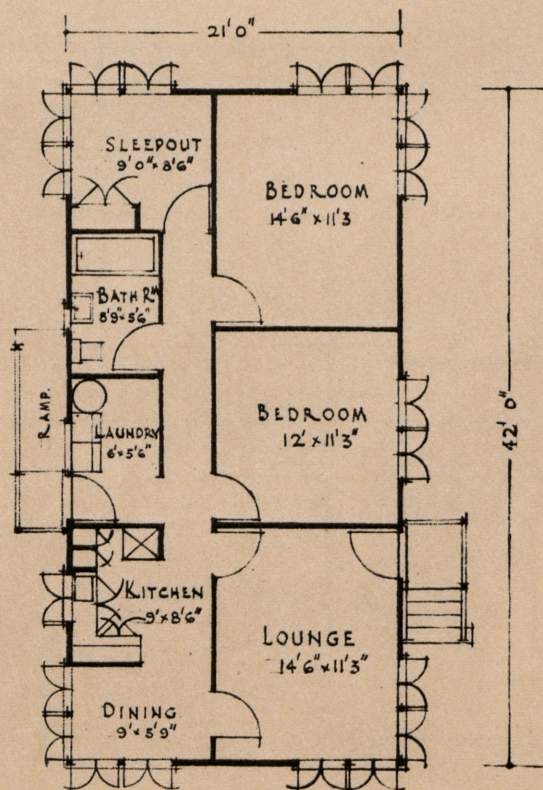 21' 0"
SLEEPOUT
9' 0" x 8' 6"
BEDROOM
14' 6" x 11' 3
BATH RM
8' 9" x 5' 6"
RAMP.
LAUNDRY
6' x 5' 6"
BEDROOM
12' x 11' 3"
42' 0"
KITCHEN
9' x 8' 6"
LOUNGE
14' 6" x 11' 3"
DINING
9' x 5' 9"